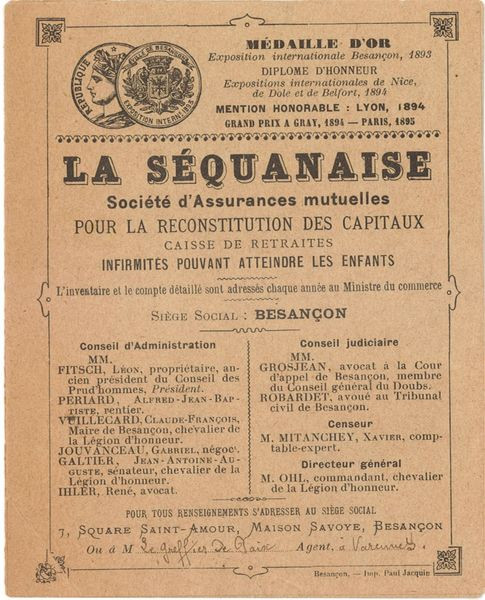 RÉPUBLIQUE
VILLE DE BESANÇON
EXPOSITION INTERN. 1893
MÉDAILLE D'OR
Exposition internationale Besançon, 1893
DIPLOME D'HONNEUR
Expositions internationales de Nice,
de Dole et de Belfort, 1894
MENTION HONORABLE : LYON, 1894
GRAND PRIX A GRAY, 1894 — PARIS, 1895
LA SÉQUANAISE
Société d'Assurances mutuelles
POUR LA RECONSTITUTION DES CAPITAUX
CAISSE DE RETRAITES
INFIRMITÉS POUVANT ATTEINDRE LES ENFANTS
L'inventaire et le compte détaillé sont adressés chaque année au Ministre du commerce
SIÈGE SOCIAL : BESANÇON
Conseil d'Administration
MM.
FITSCH, LÉON, propriétaire, an-
cien président du Conseil des
Prud'hommes, Président.
PERIARD, ALFRED-JEAN-BAP-
TISTE, rentier.
VUILLECARD, CLAUDE-FRANÇOIS,
Maire de Besançon, chevalier de
la Légion d'honneur.
JOUVANCEAU, GABRIEL, négoct.
GALTIER, JEAN-ANTOINE-AU-
GUSTE, sénateur, chevalier de la
Légion d'honneur.
IHLER, René, avocat.
Conseil judiciaire
MM.
GROSJEAN, avocat à la Cour
d'appel de Besançon, membre
du Conseil général du Doubs.
ROBARDET, avoué au Tribunal
civil de Besançon.
Censeur
M. MITANCHEY, XAVIER, comp-
table-expert.
Directeur général
M. OHL, commandant, chevalier
de la Légion d'honneur.
POUR TOUS RENSEIGNEMENTS S'ADRESSER AU SIÈGE SOCIAL
7, SQUARE SAINT-AMOUR, MAISON SAVOYE, BESANÇON
Ou à M Le Greffier de Paix Agent, à Varennes.
Besançon, — Imp. Paul Jacquin